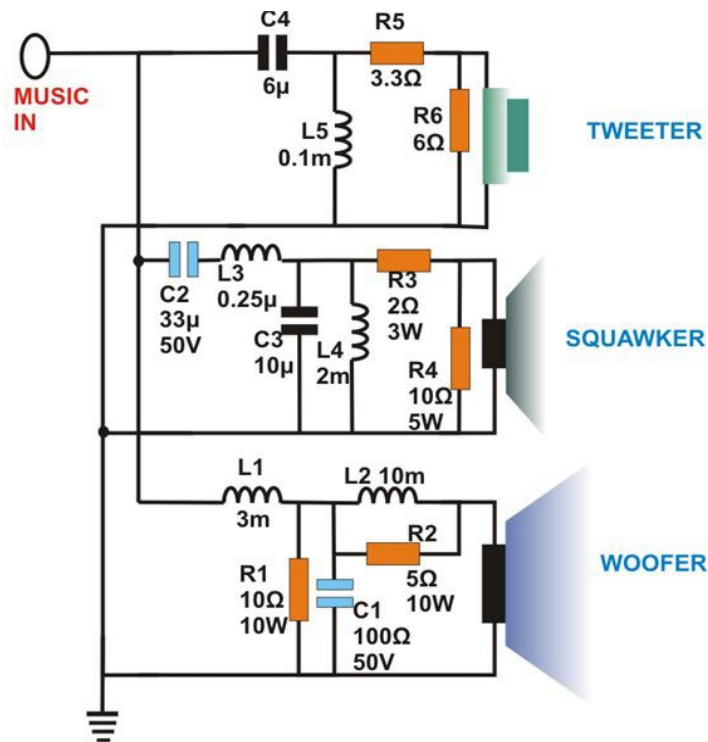 C4
6µ
R5
3.3Ω
MUSIC
IN
L5
0.1m
R6
6Ω
TWEETER
C2
33µ
50V
L3
0.25µ
C3
10µ
L4
2m
R3
2Ω
3W
R4
10Ω
5W
SQUAWKER
L1
3m
L2 10m
R1
10Ω
10W
R2
5Ω
10W
C1
100Ω
50V
WOOFER